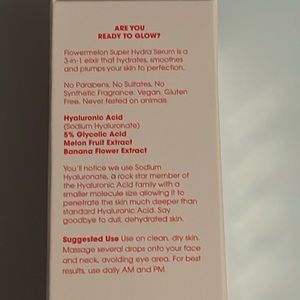 ARE YOU
READY TO GLOW?
Flowermelon Super Hydra Serum is a
3-in-1 elixir that hydrates, smoothes
and plumps your skin to perfection.
No Parabens, No Sulfates, No
Synthetic Fragrance. Vegan, Gluten
Free. Never tested on animals
Hyaluronic Acid
(Sodium Hyaluronate)
5% Glycolic Acid
Melon Fruit Extract
Banana Flower Extract
You'll notice we use Sodium
Hyaluronate, a rock star member of
the Hyaluronic Acid family with a
smaller molecule size allowing it to
penetrate the skin much deeper than
standard Hyaluronic Acid. Say
goodbye to dull, dehydrated skin.
Suggested Use Use on clean, dry skin.
Massage several drops onto your face
and neck, avoiding eye area. For best
results, use daily AM and PM.